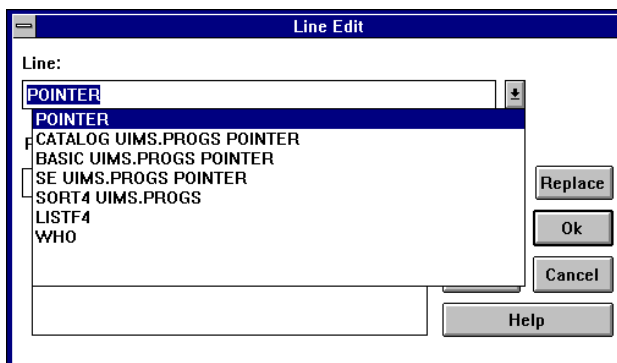 Line Edit
Line:
POINTER
POINTER
CATALOG UIMS.PROGS POINTER
BASIC UIMS.PROGS POINTER
SE UIMS.PROGS POINTER
SORT4 UIMS.PROGS
LISTF4
WHO
Replace
Ok
Cancel
Help